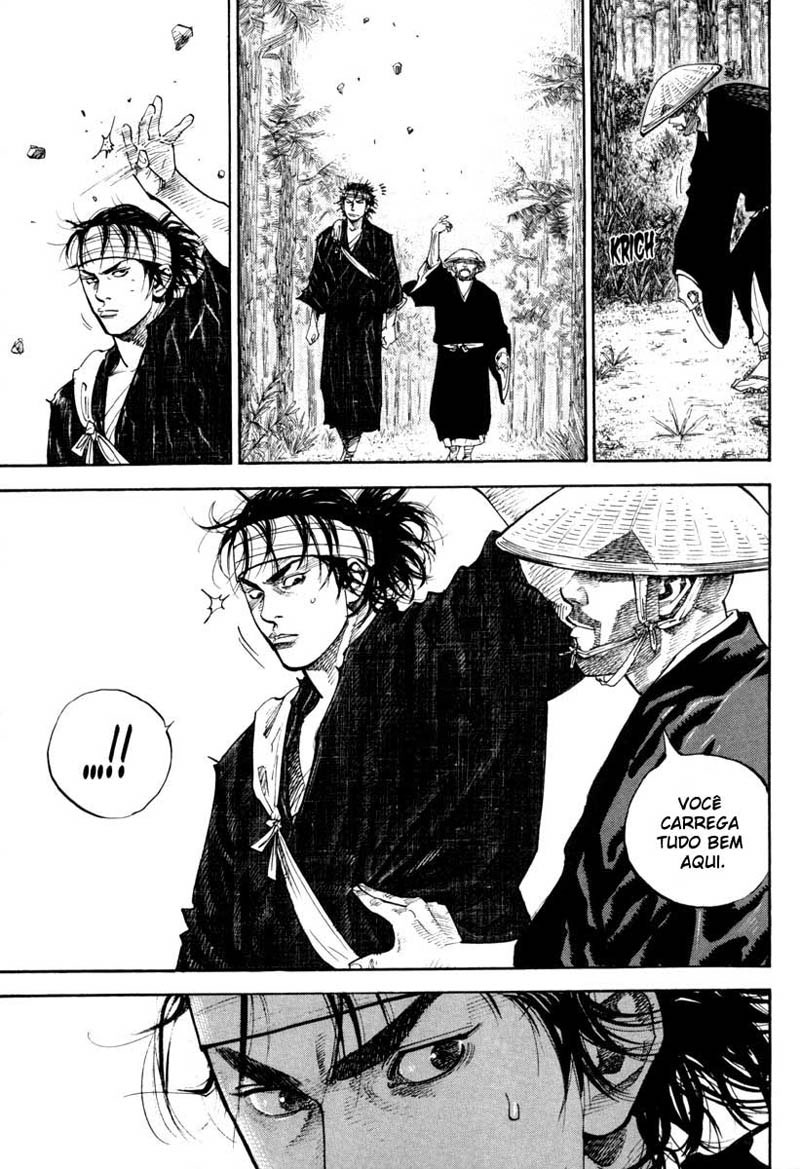 KRICH
VOCÊ
CARREGA
TUDO BEM
AQUI.
.....!!